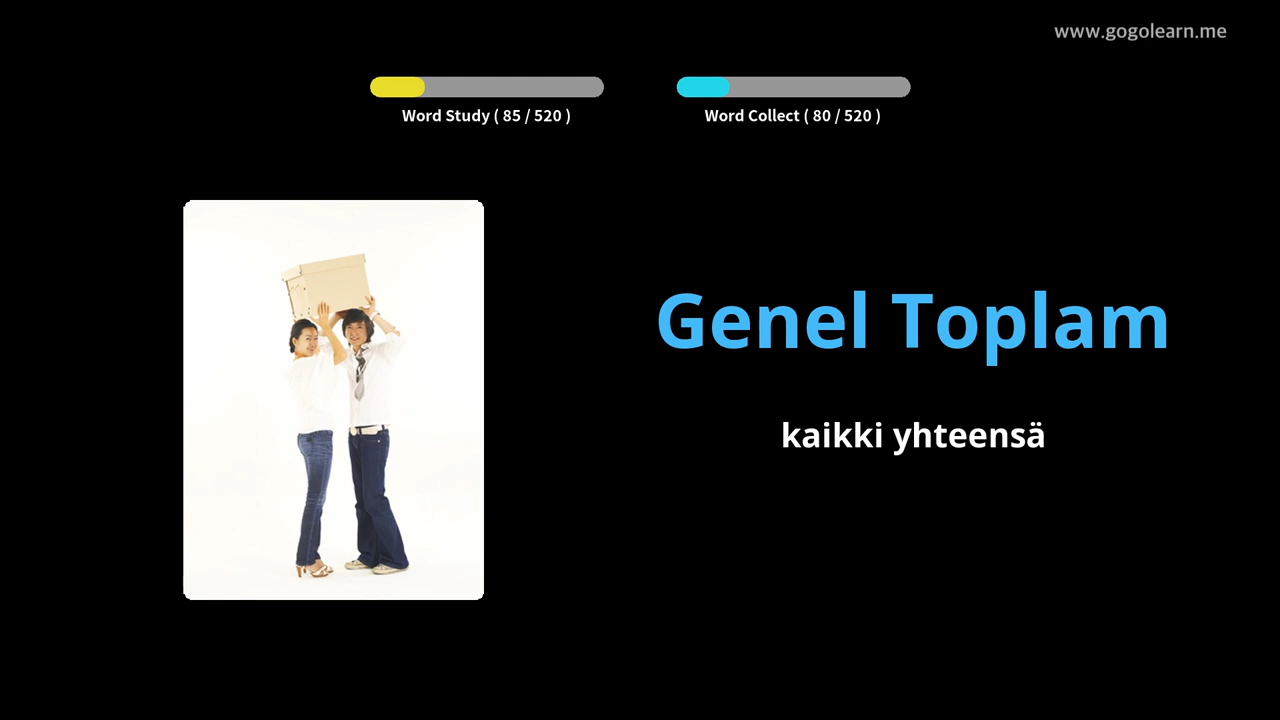 www.gogolearn.me
Word Study ( 85 / 520 )
Word Collect ( 80 / 520 )
Genel Toplam
kaikki yhteensä